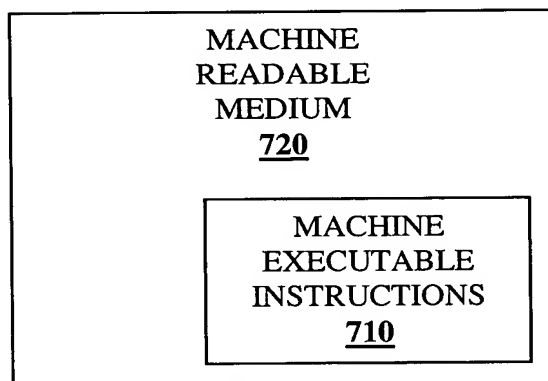 MACHINE
READABLE
MEDIUM
720
MACHINE
EXECUTABLE
INSTRUCTIONS
710